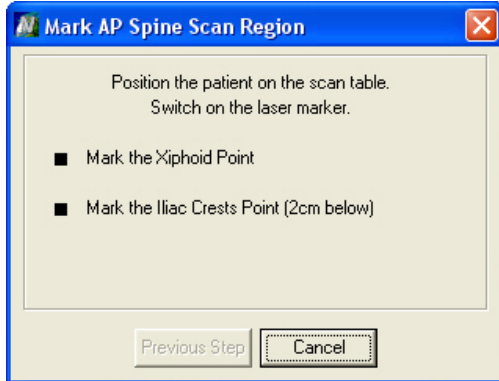 Mark AP Spine Scan Region
Position the patient on the scan table.
Switch on the laser marker.
Mark the Xiphoid Point
Mark the Iliac Crests Point (2cm below)
Previous Step
Cancel